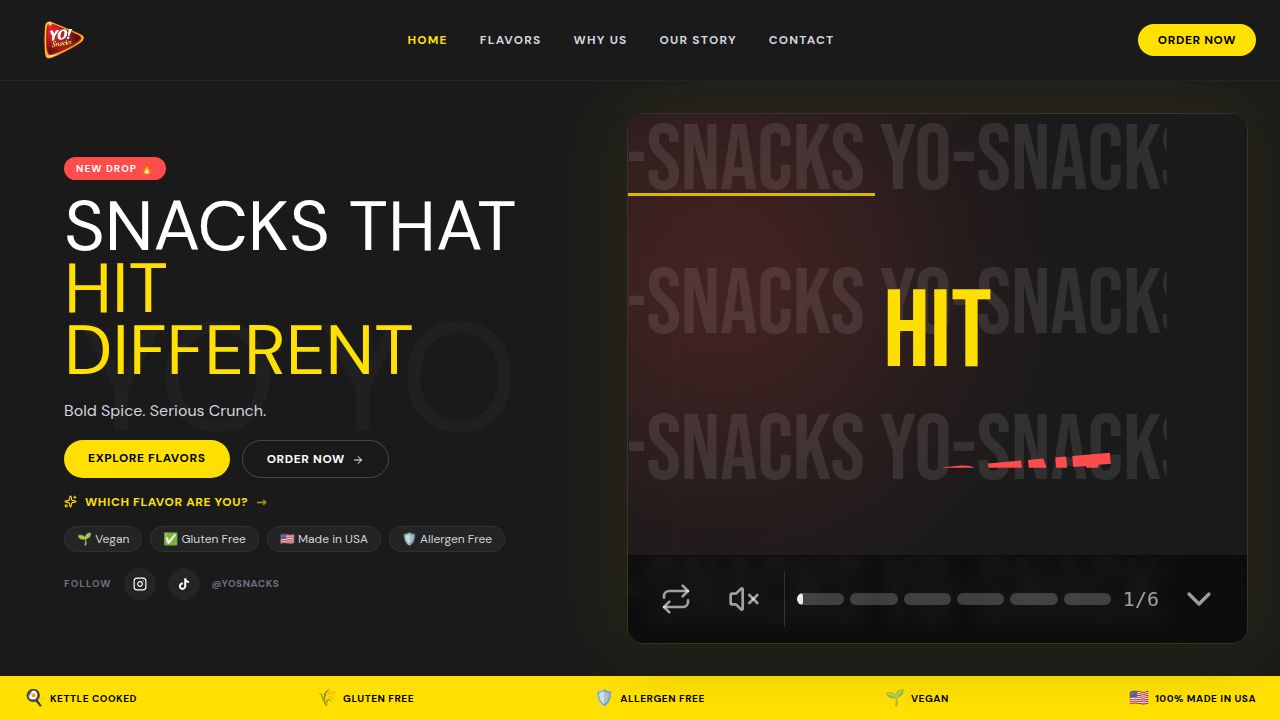 YO!
Snacks
HOME FLAVORS WHY US OUR STORY CONTACT
ORDER NOW
NEW DROP 🔥
SNACKS THAT
HIT
DIFFERENT
YO YO
Bold Spice. Serious Crunch.
EXPLORE FLAVORS
ORDER NOW →
WHICH FLAVOR ARE YOU? →
🌱 Vegan
✅ Gluten Free
🇺🇸 Made in USA
🛡️ Allergen Free
FOLLOW
@YOSNACKS
-SNACKS YO-SNACKS
-SNACKS YO-SNACKS
HIT
-SNACKS YO-SNACKS
1/6
🍳 KETTLE COOKED
🌾 GLUTEN FREE
🛡️ ALLERGEN FREE
🌱 VEGAN
🇺🇸 100% MADE IN USA